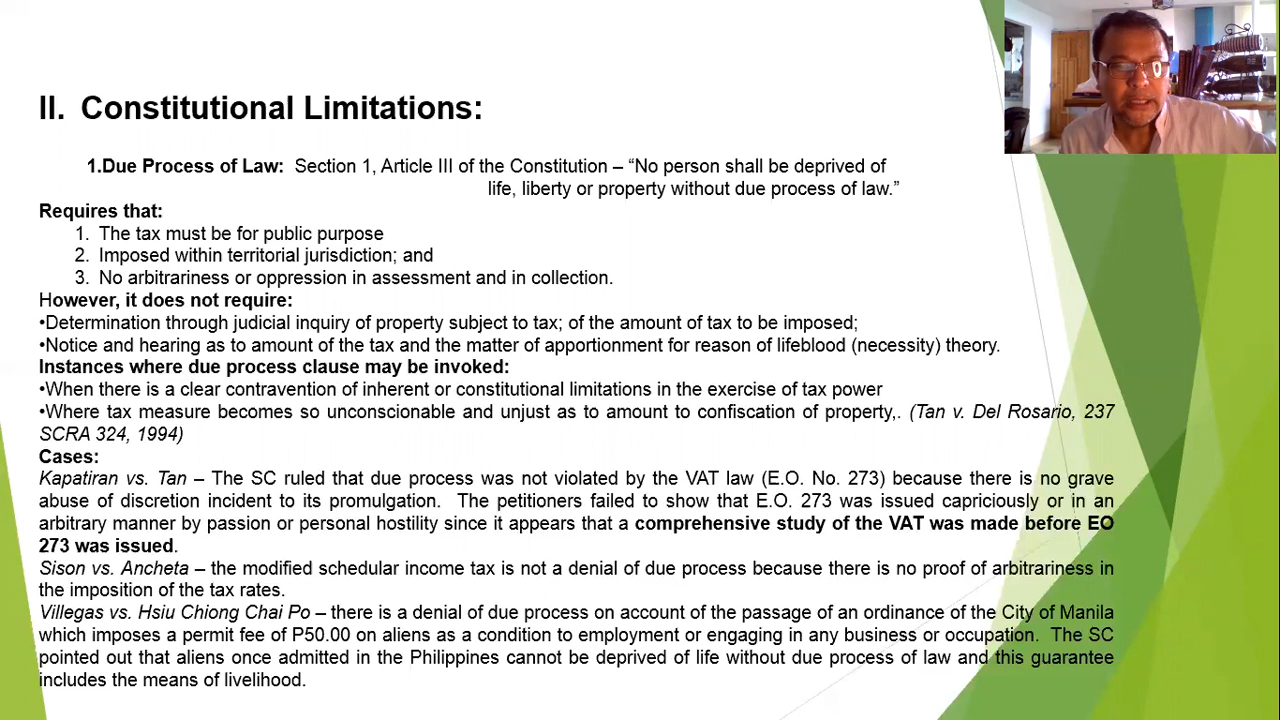 II. Constitutional Limitations:
1.Due Process of Law: Section 1, Article III of the Constitution – “No person shall be deprived of
life, liberty or property without due process of law.”
Requires that:
1. The tax must be for public purpose
2. Imposed within territorial jurisdiction; and
3. No arbitrariness or oppression in assessment and in collection.
However, it does not require:
•Determination through judicial inquiry of property subject to tax; of the amount of tax to be imposed;
•Notice and hearing as to amount of the tax and the matter of apportionment for reason of lifeblood (necessity) theory.
Instances where due process clause may be invoked:
•When there is a clear contravention of inherent or constitutional limitations in the exercise of tax power
•Where tax measure becomes so unconscionable and unjust as to amount to confiscation of property,. (Tan v. Del Rosario, 237
SCRA 324, 1994)
Cases:
Kapatiran vs. Tan – The SC ruled that due process was not violated by the VAT law (E.O. No. 273) because there is no grave
abuse of discretion incident to its promulgation. The petitioners failed to show that E.O. 273 was issued capriciously or in an
arbitrary manner by passion or personal hostility since it appears that a comprehensive study of the VAT was made before EO
273 was issued.
Sison vs. Ancheta – the modified schedular income tax is not a denial of due process because there is no proof of arbitrariness in
the imposition of the tax rates.
Villegas vs. Hsiu Chiong Chai Po – there is a denial of due process on account of the passage of an ordinance of the City of Manila
which imposes a permit fee of P50.00 on aliens as a condition to employment or engaging in any business or occupation. The SC
pointed out that aliens once admitted in the Philippines cannot be deprived of life without due process of law and this guarantee
includes the means of livelihood.